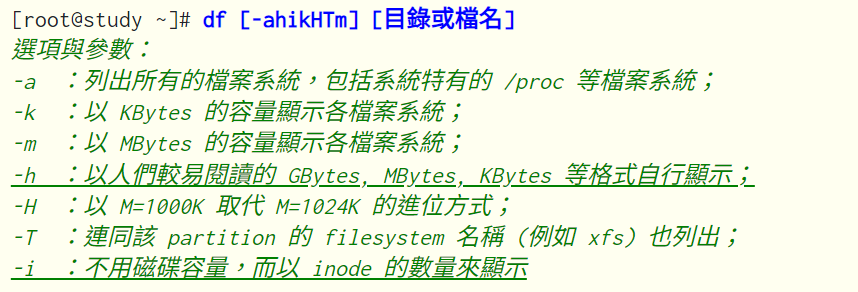 [root@study ~]# df [-ahikHTm] [目錄或檔名]
選項與參數：
-a  ：列出所有的檔案系統，包括系統特有的 /proc 等檔案系統；
-k  ：以 KBytes 的容量顯示各檔案系統；
-m  ：以 MBytes 的容量顯示各檔案系統；
-h  ：以人們較易閱讀的 GBytes, MBytes, KBytes 等格式自行顯示；
-H  ：以 M=1000K 取代 M=1024K 的進位方式；
-T  ：連同該 partition 的 filesystem 名稱 (例如 xfs) 也列出；
-i  ：不用磁碟容量，而以 inode 的數量來顯示